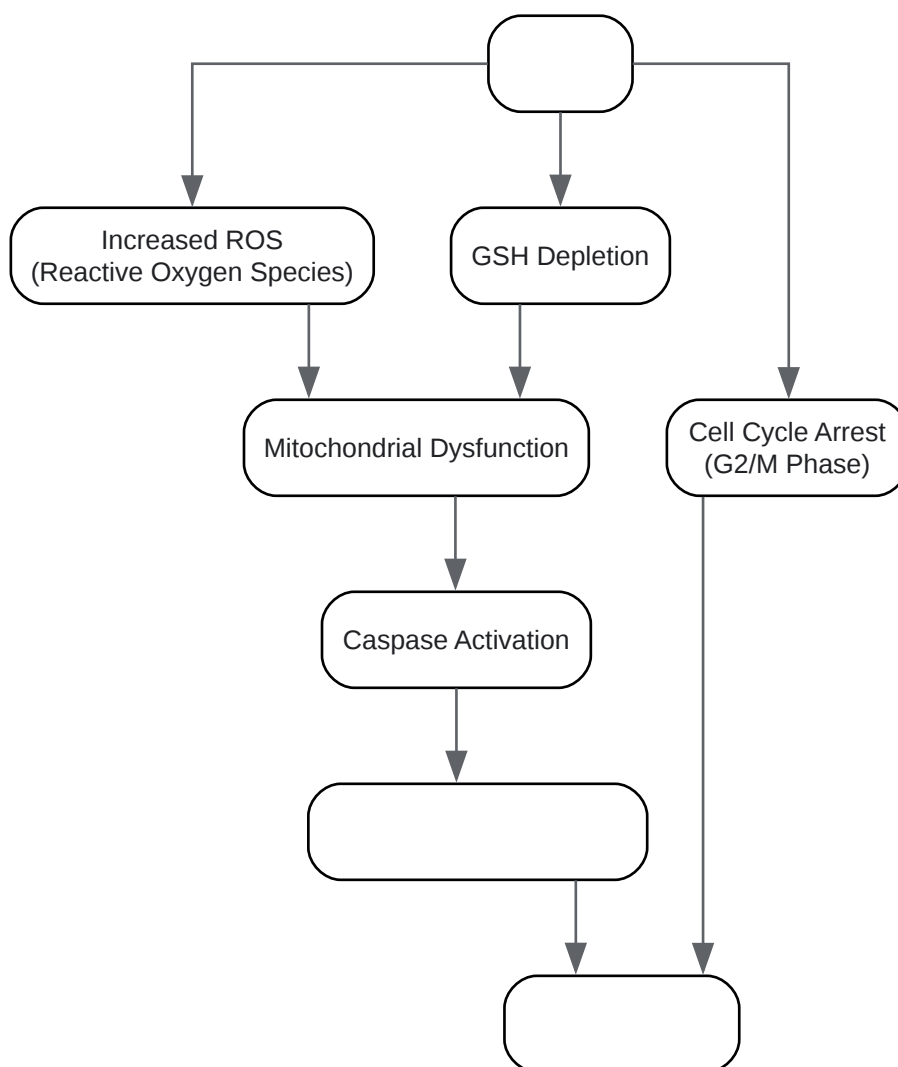 Increased ROS
(Reactive Oxygen Species)
GSH Depletion
Mitochondrial Dysfunction
Cell Cycle Arrest
(G2/M Phase)
Caspase Activation